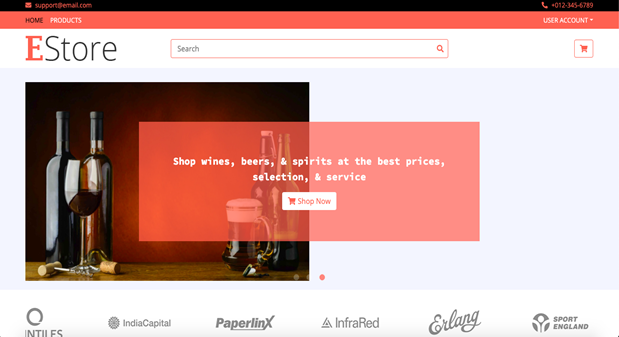 support@email.com
+012-345-6789
HOME
PRODUCTS
USER ACCOUNT
EStore
Search
Shop wines, beers, & spirits at the best prices,
selection, & service
Shop Now
NTILES
IndiaCapital
PaperlinX
InfraRed
Erlang
SPORT
ENGLAND